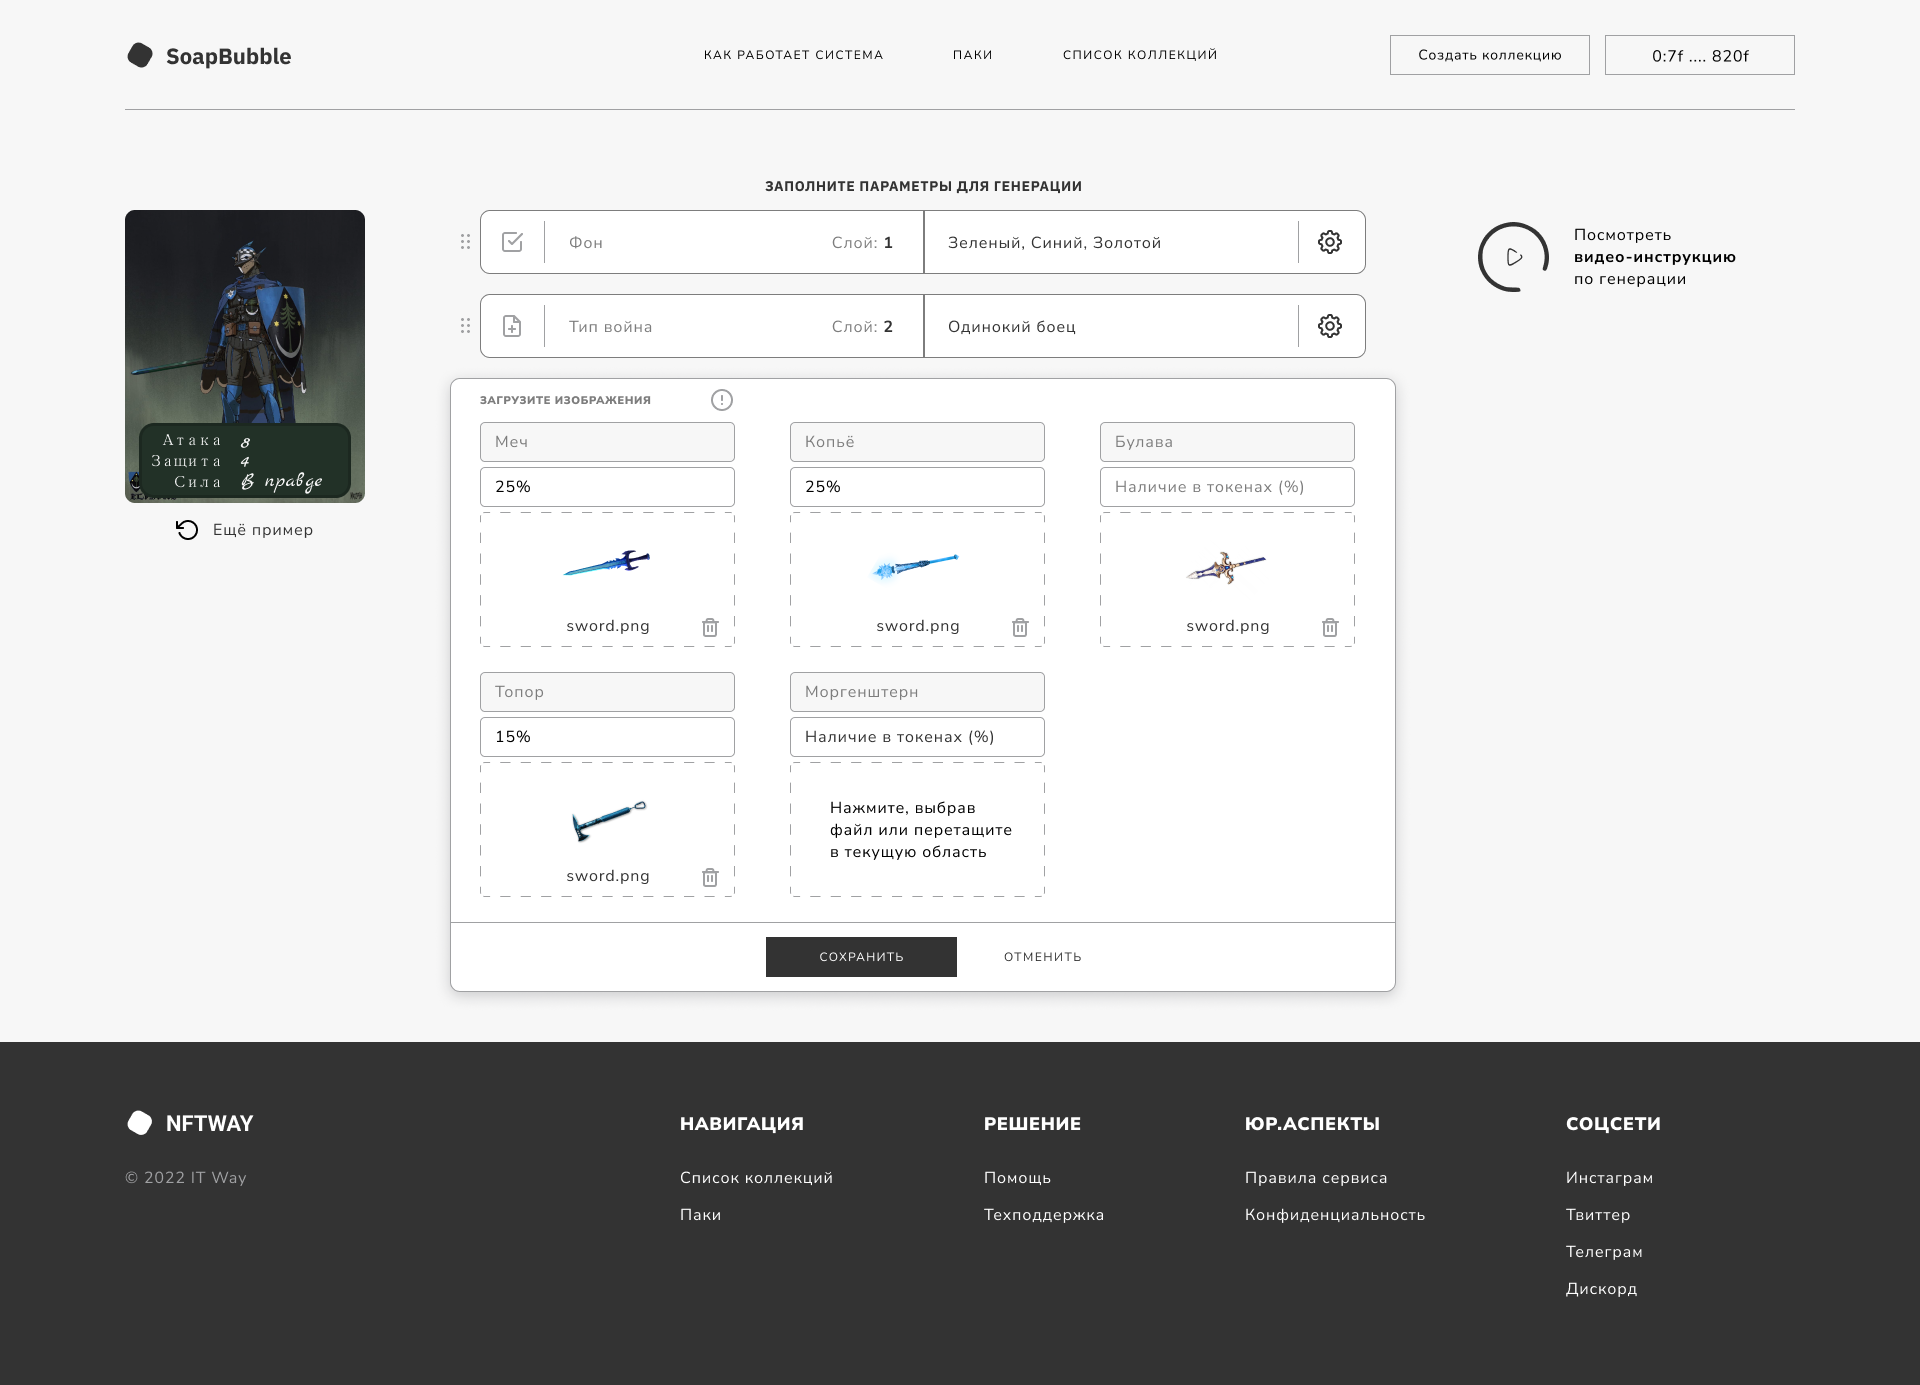 SoapBubble
КАК РАБОТАЕТ СИСТЕМА
ПАКИ
СПИСОК КОЛЛЕКЦИЙ
Создать коллекцию
0:7f .... 820f
ЗАПОЛНИТЕ ПАРАМЕТРЫ ДЛЯ ГЕНЕРАЦИИ
Фон
Слой: 1
Зеленый, Синий, Золотой
Тип война
Слой: 2
Одинокий боец
Посмотреть
видео-инструкцию
по генерации
Атака 8
Защита 4
Сила В правде
Ещё пример
ЗАГРУЗИТЕ ИЗОБРАЖЕНИЯ
Меч
Копьё
Булава
25%
25%
Наличие в токенах (%)
sword.png
sword.png
sword.png
Топор
Моргенштерн
15%
Наличие в токенах (%)
Нажмите, выбрав
файл или перетащите
в текущую область
sword.png
СОХРАНИТЬ
ОТМЕНИТЬ
NFTWAY
© 2022 IT Way
НАВИГАЦИЯ
Список коллекций
Паки
РЕШЕНИЕ
Помощь
Техподдержка
ЮР.АСПЕКТЫ
Правила сервиса
Конфиденциальность
СОЦСЕТИ
Инстаграм
Твиттер
Телеграм
Дискорд